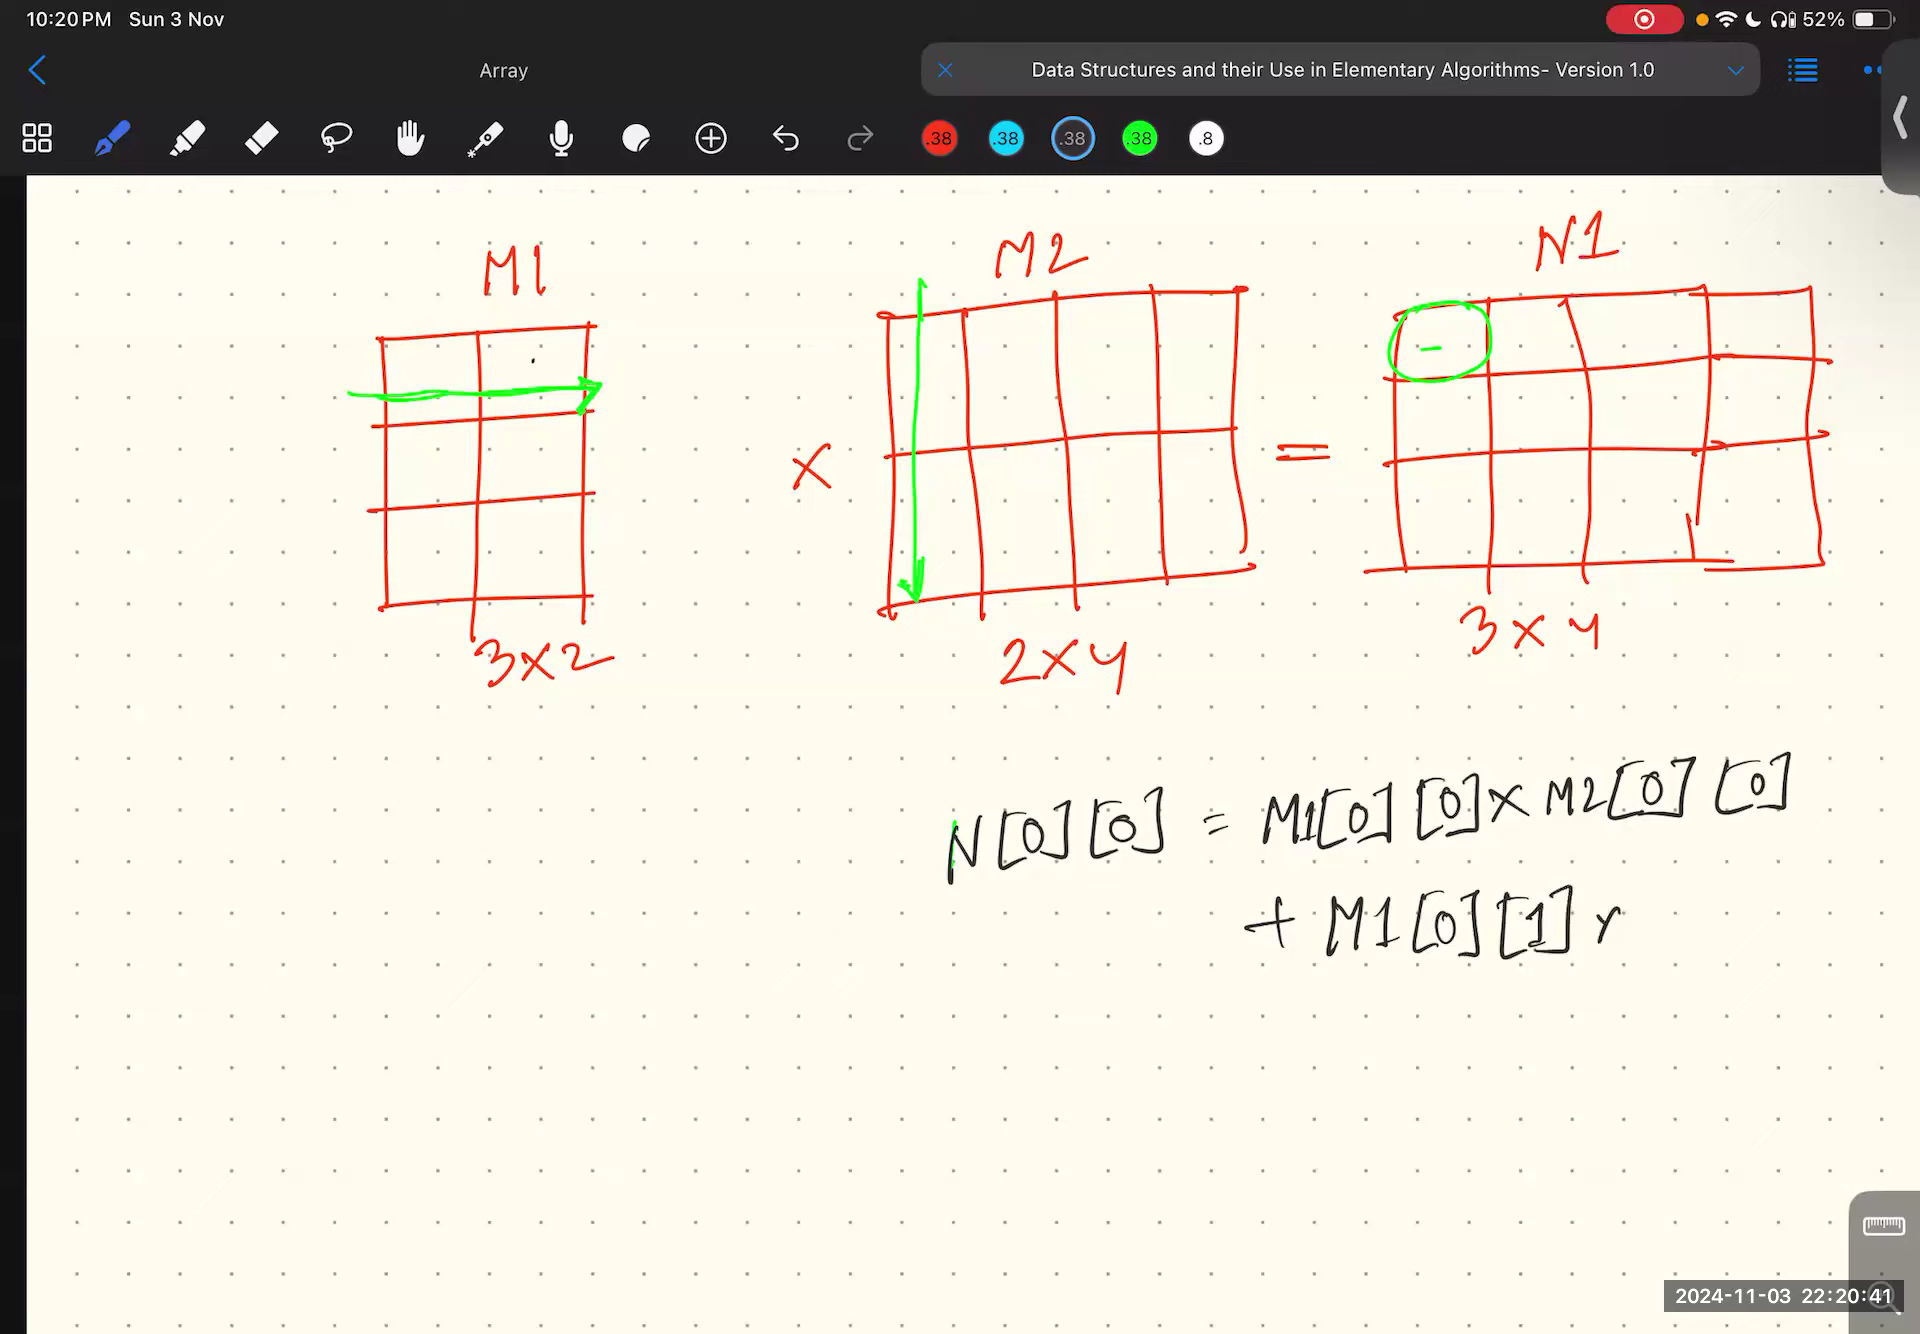 10:20 PM Sun 3 Nov
52%
Array
Data Structures and their Use in Elementary Algorithms- Version 1.0
.38 .38 .38 .38 .8
M1 M2 N1
x =
3x2 2x4 3x4
N[0][0] = M1[0][0]xM2[0][0]
+ M1[0][1]x
2024-11-03 22:20:41